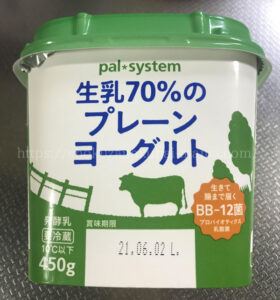 pal*system
生乳70%の
プレーン
ヨーグルト
生きて
腸まで届く
BB-12菌
プロバイオティクス
乳酸菌
発酵乳
要冷蔵
10℃以下
450g
賞味期限
21.06.02 L.